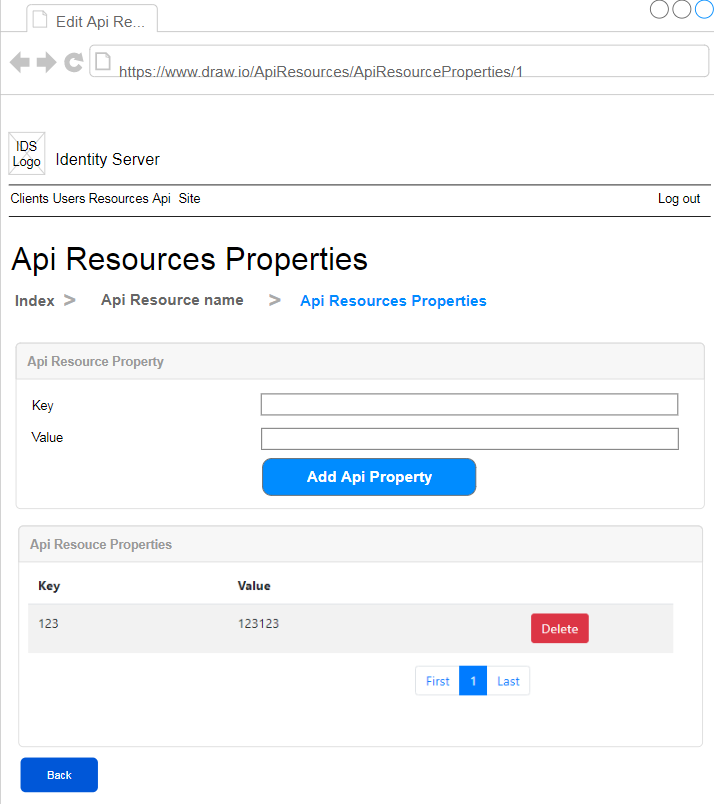 Edit Api Re...
https://www.draw.io/ApiResources/ApiResourceProperties/1
IDS
Logo
Identity Server
Clients Users Resources Api Site
Log out
Api Resources Properties
Index > Api Resource name > Api Resources Properties
Api Resource Property
Key
Value
Add Api Property
Api Resouce Properties
Key Value
123 123123 Delete
First 1 Last
Back